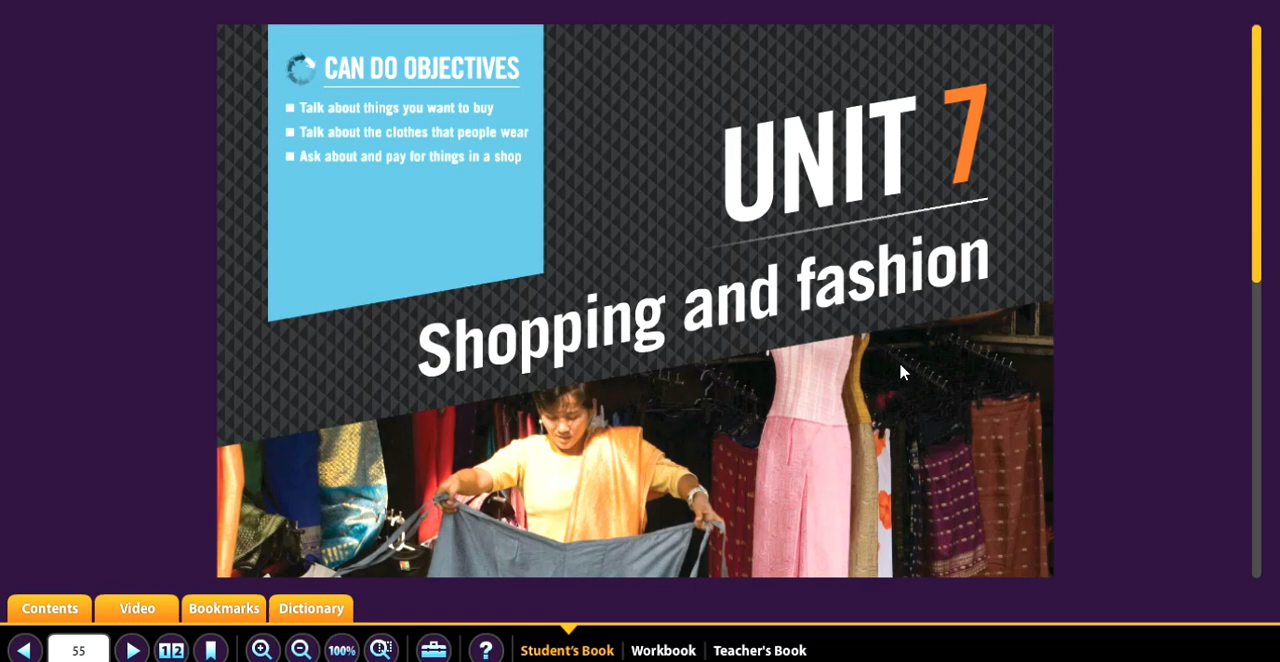 CAN DO OBJECTIVES
■ Talk about things you want to buy
■ Talk about the clothes that people wear
■ Ask about and pay for things in a shop
UNIT 7
Shopping and fashion
Contents Video Bookmarks Dictionary
55 1 2 100% ? Student's Book Workbook Teacher's Book